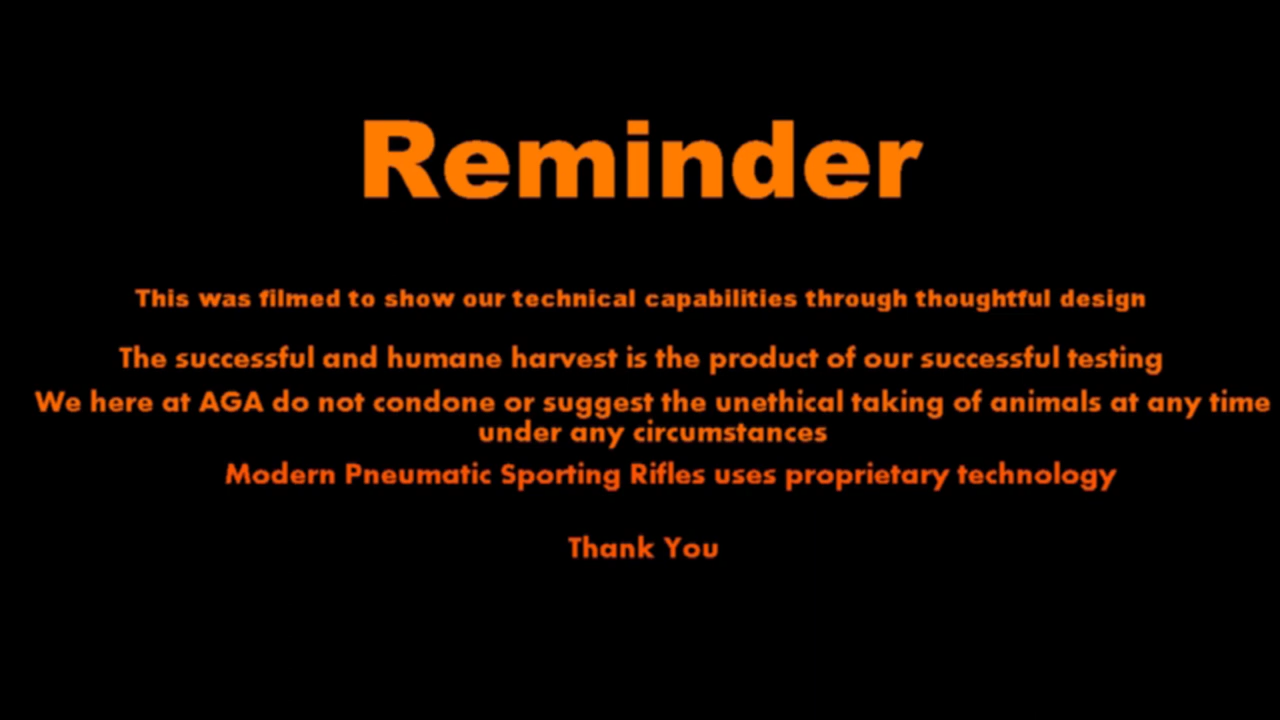 Reminder
This was filmed to show our technical capabilities through thoughtful design
The successful and humane harvest is the product of our successful testing
We here at AGA do not condone or suggest the unethical taking of animals at any time
under any circumstances
Modern Pneumatic Sporting Rifles uses proprietary technology
Thank You